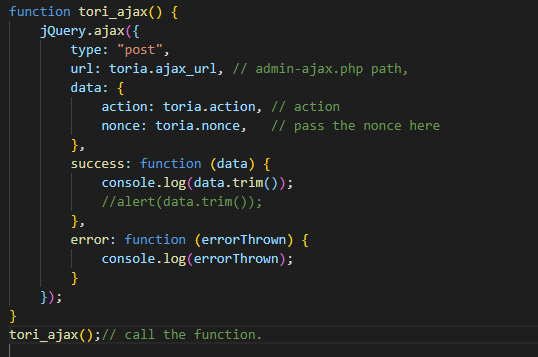 function tori_ajax() {
    jQuery.ajax({
        type: "post",
        url: toria.ajax_url, // admin-ajax.php path,
        data: {
            action: toria.action, // action
            nonce: toria.nonce,   // pass the nonce here
        },
        success: function (data) {
            console.log(data.trim());
            //alert(data.trim());
        },
        error: function (errorThrown) {
            console.log(errorThrown);
        }
    });
}
tori_ajax();// call the function.